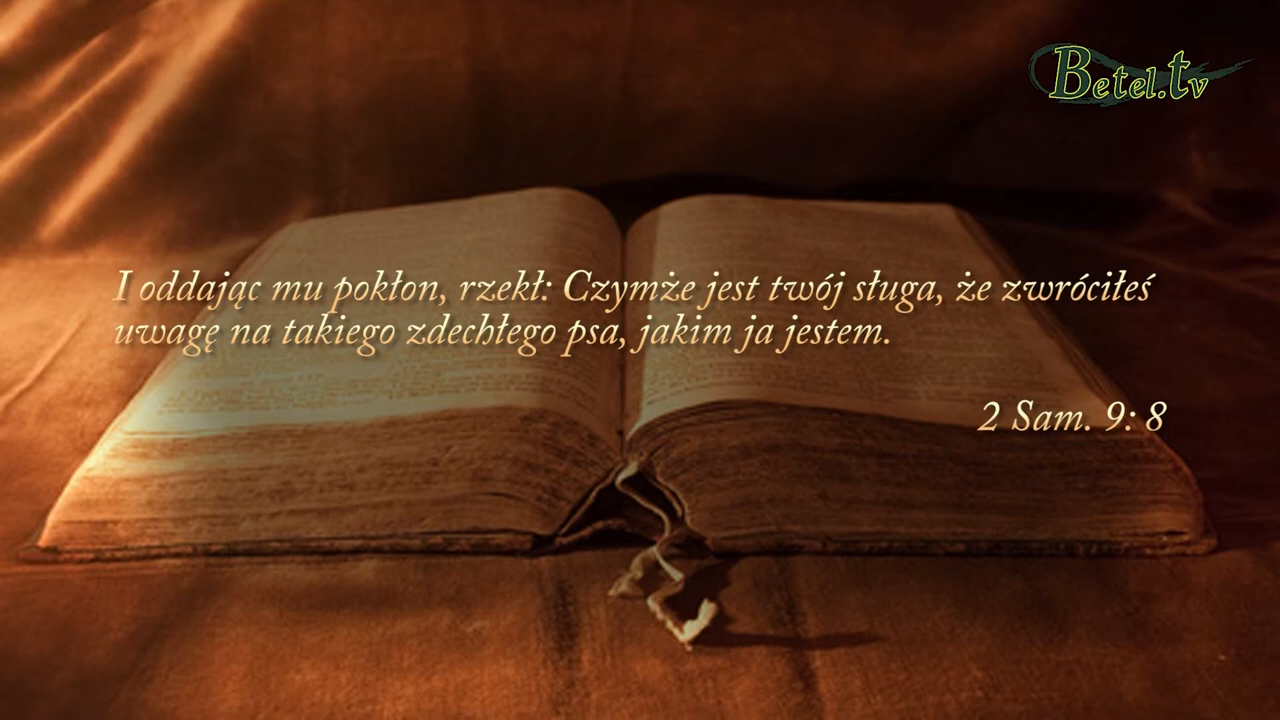 Betel.tv
I oddając mu pokłon, rzekł: Czymże jest twój sługa, że zwróciłeś
uwagę na takiego zdechłego psa, jakim ja jestem.
2 Sam. 9: 8